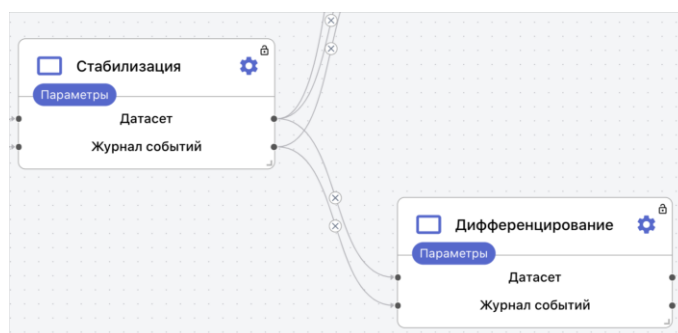 Стабилизация
Параметры
Датасет
Журнал событий
Дифференцирование
Параметры
Датасет
Журнал событий